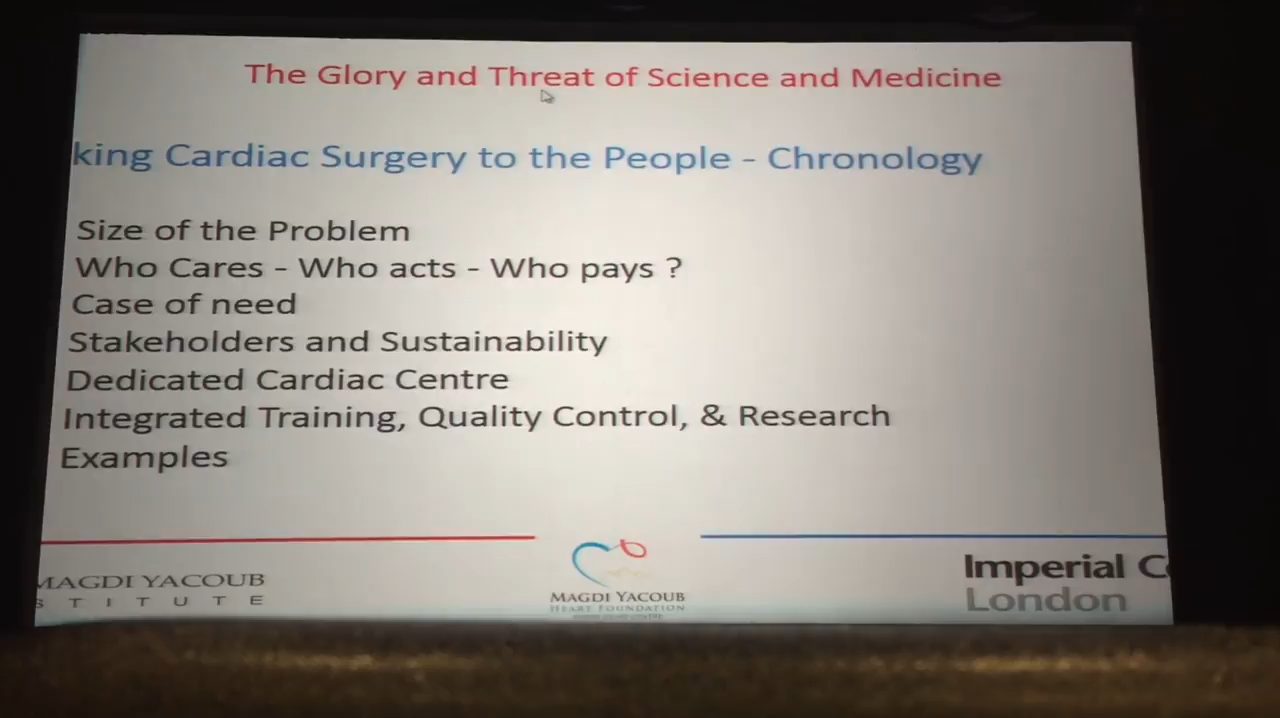 The Glory and Threat of Science and Medicine
king Cardiac Surgery to the People - Chronology
Size of the Problem
Who Cares - Who acts - Who pays ?
Case of need
Stakeholders and Sustainability
Dedicated Cardiac Centre
Integrated Training, Quality Control, & Research
Examples
MAGDI YACOUB
S T I T U T E
MAGDI YACOUB
HEART FOUNDATION
Imperial Co
London